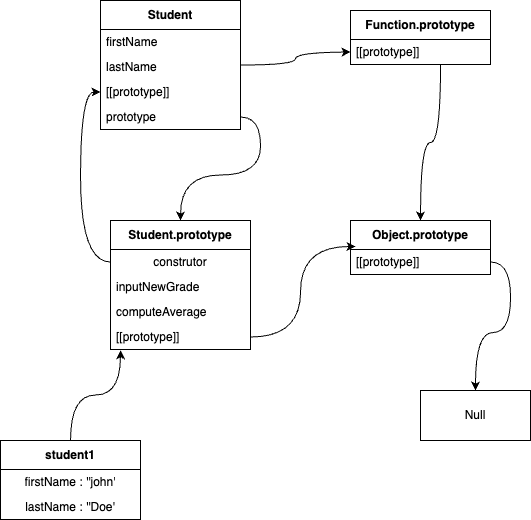 Student
firstName
lastName
[[prototype]]
prototype
Function.prototype
[[prototype]]
Student.prototype
construtor
inputNewGrade
computeAverage
[[prototype]]
Object.prototype
[[prototype]]
Null
student1
firstName : "john'
lastName : "Doe'